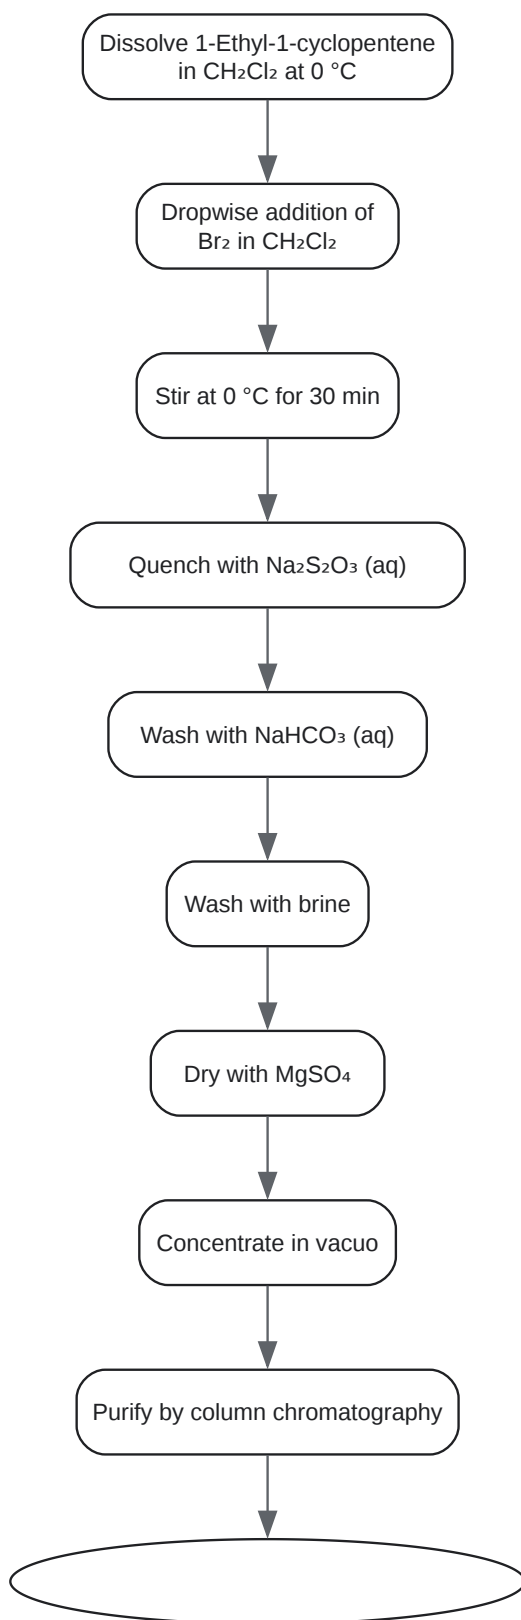 Dissolve 1-Ethyl-1-cyclopentene
in CH₂Cl₂ at 0 °C
Dropwise addition of
Br₂ in CH₂Cl₂
Stir at 0 °C for 30 min
Quench with Na₂S₂O₃ (aq)
Wash with NaHCO₃ (aq)
Wash with brine
Dry with MgSO₄
Concentrate in vacuo
Purify by column chromatography